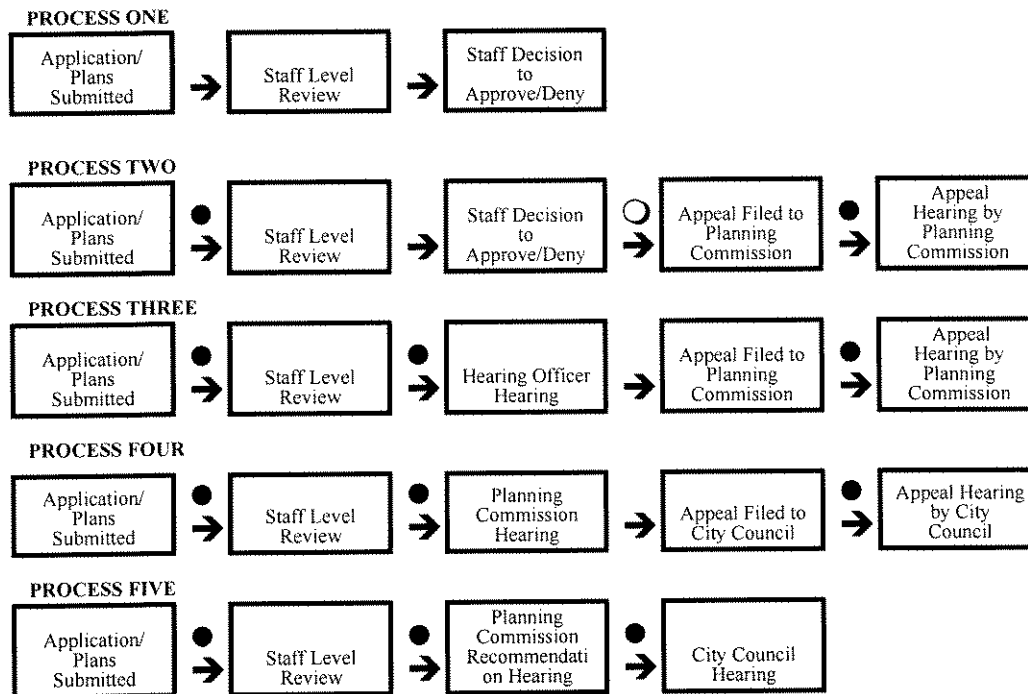 PROCESS ONE
Application/
Plans
Submitted
Staff Level
Review
Staff Decision
to
Approve/Deny
PROCESS TWO
Application/
Plans
Submitted
Staff Level
Review
Staff Decision
to
Approve/Deny
Appeal Filed to
Planning
Commission
Appeal
Hearing by
Planning
Commission
PROCESS THREE
Application/
Plans
Submitted
Staff Level
Review
Hearing Officer
Hearing
Appeal Filed to
Planning
Commission
Appeal
Hearing by
Planning
Commission
PROCESS FOUR
Application/
Plans
Submitted
Staff Level
Review
Planning
Commission
Hearing
Appeal Filed to
City Council
Appeal Hearing
by City
Council
PROCESS FIVE
Application/
Plans
Submitted
Staff Level
Review
Planning
Commission
Recommendati
on Hearing
City Council
Hearing